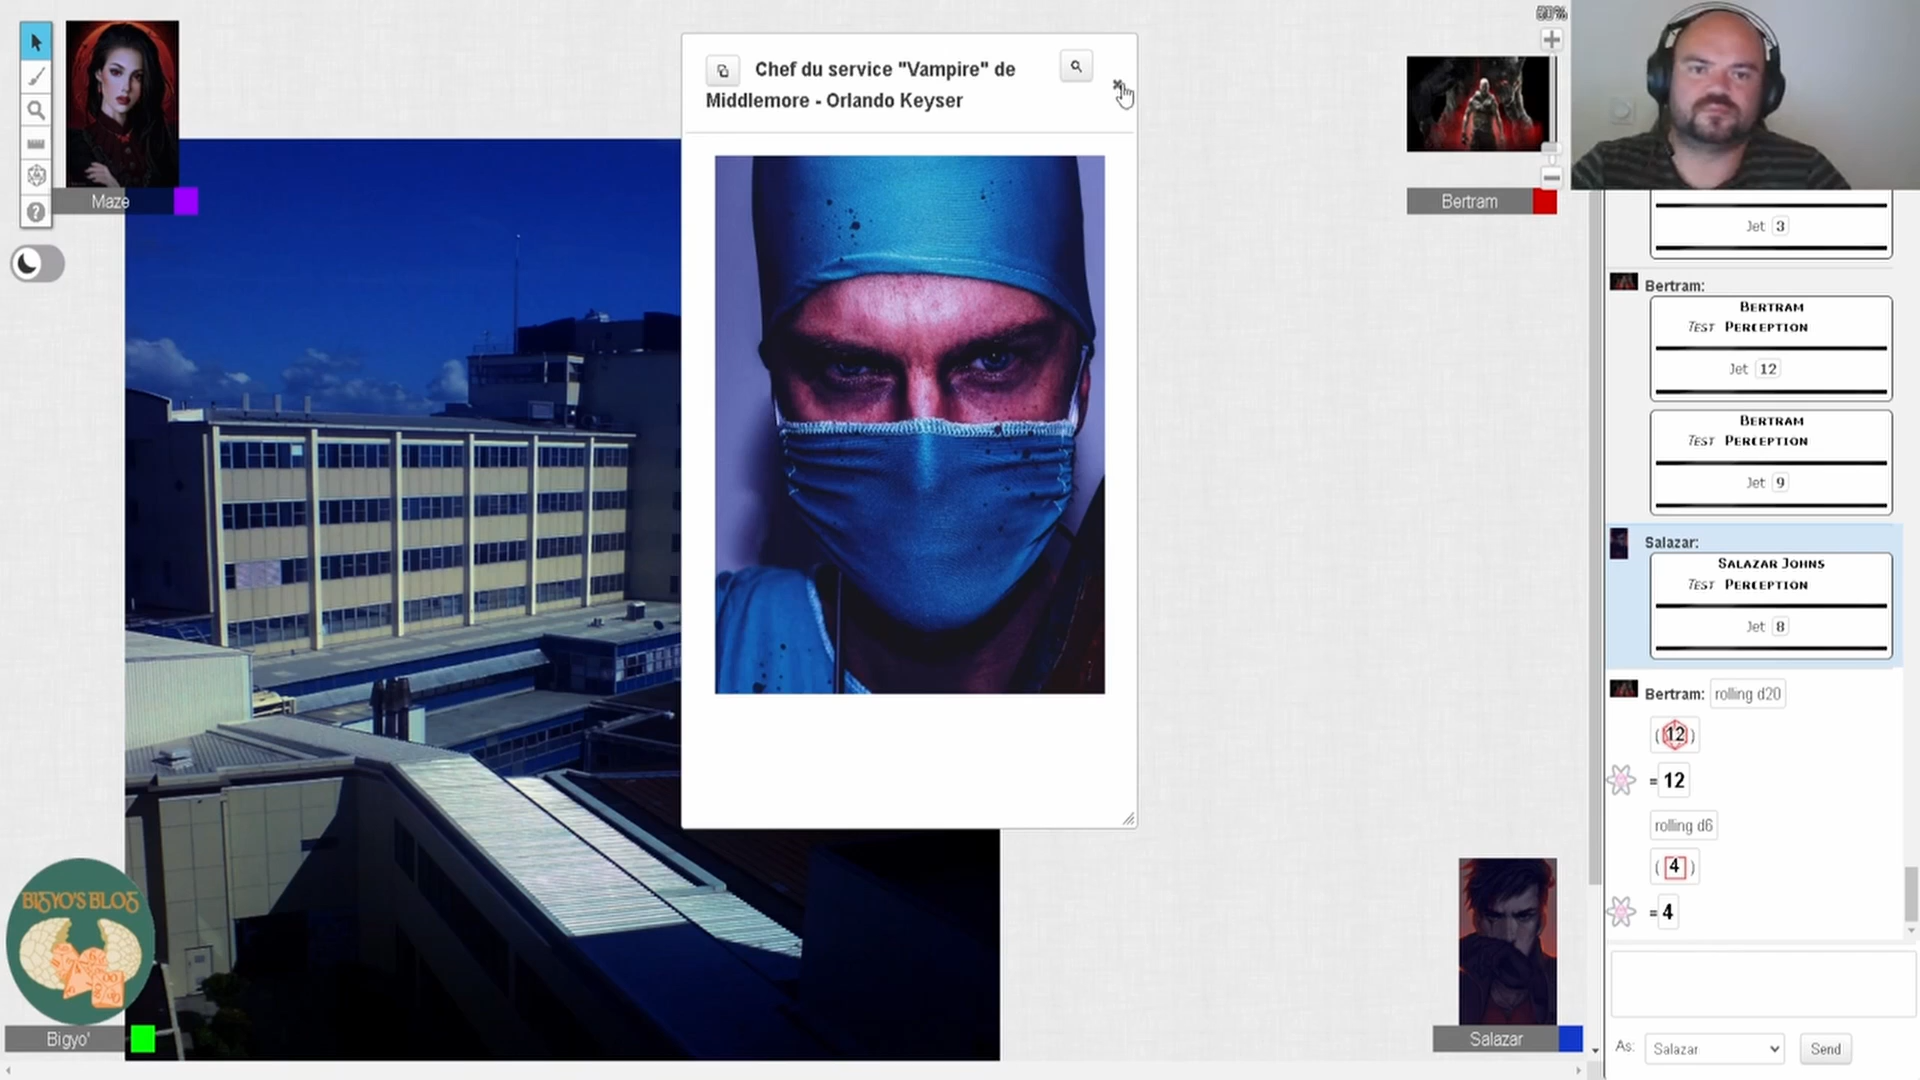 Maze
Chef du service "Vampire" de
Middlemore - Orlando Keyser
Bertram
Jet 3
Bertram:
BERTRAM
TEST PERCEPTION
Jet 12
BERTRAM
TEST PERCEPTION
Jet 9
Salazar:
SALAZAR JOHNS
TEST PERCEPTION
Jet 8
Bertram: rolling d20
(12)
=12
rolling d6
(4)
=4
BIGYO'S BLOG
Bigyo'
Salazar
As: Salazar
Send